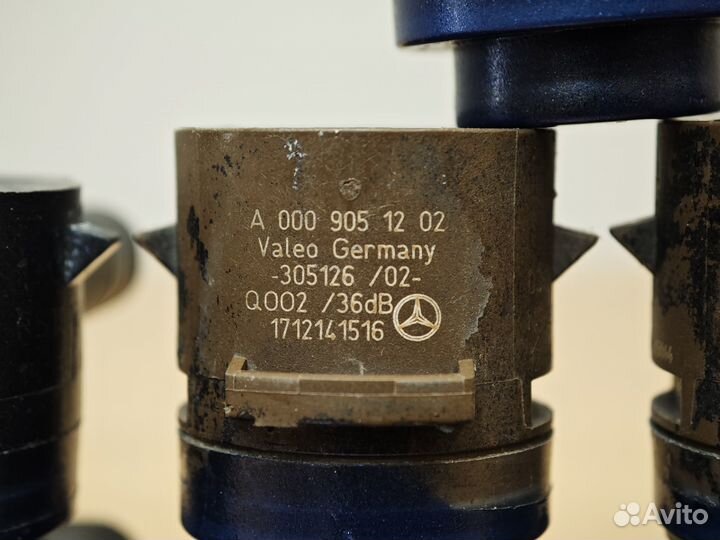 A 000 905 12 02
Valeo Germany
-305126 /02-
Q002 /36dB
1712141516
Avito